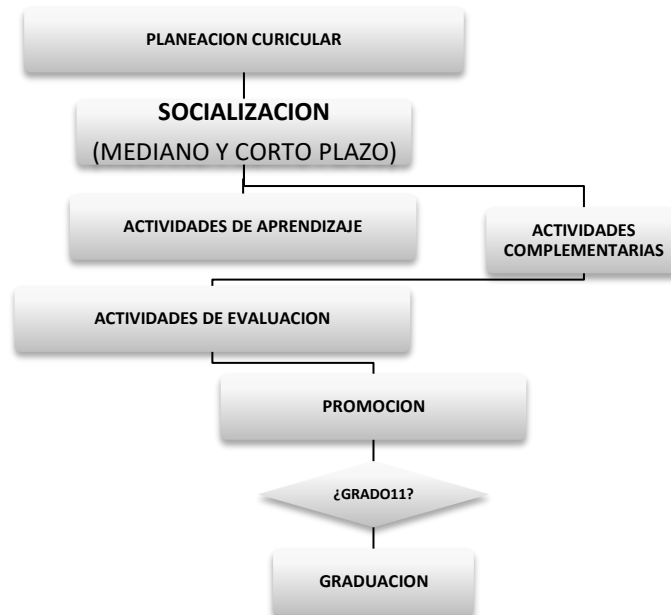 PLANEACION CURICULAR
SOCIALIZACION
(MEDIANO Y CORTO PLAZO)
ACTIVIDADES DE APRENDIZAJE
ACTIVIDADES
COMPLEMENTARIAS
ACTIVIDADES DE EVALUACION
PROMOCION
¿GRADO11?
GRADUACION